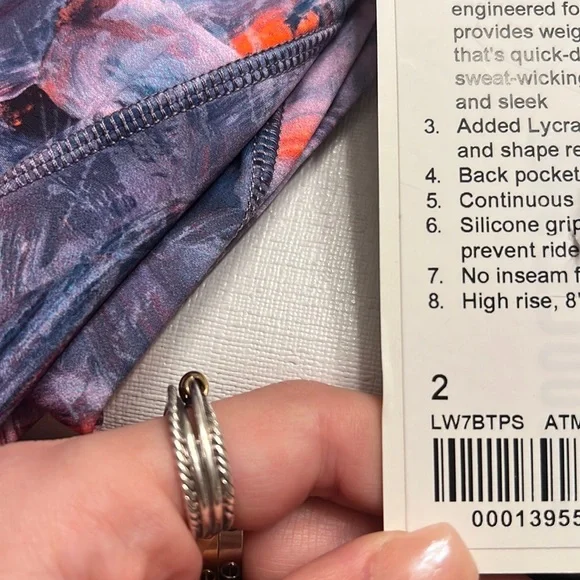 engineered fo
provides weig
that's quick-d
sweat-wickin
and sleek
3. Added Lycra
and shape re
4. Back pocket
5. Continuous
6. Silicone grip
prevent ride
7. No inseam f
8. High rise, 8"
2
LW7BTPS ATM
00013955